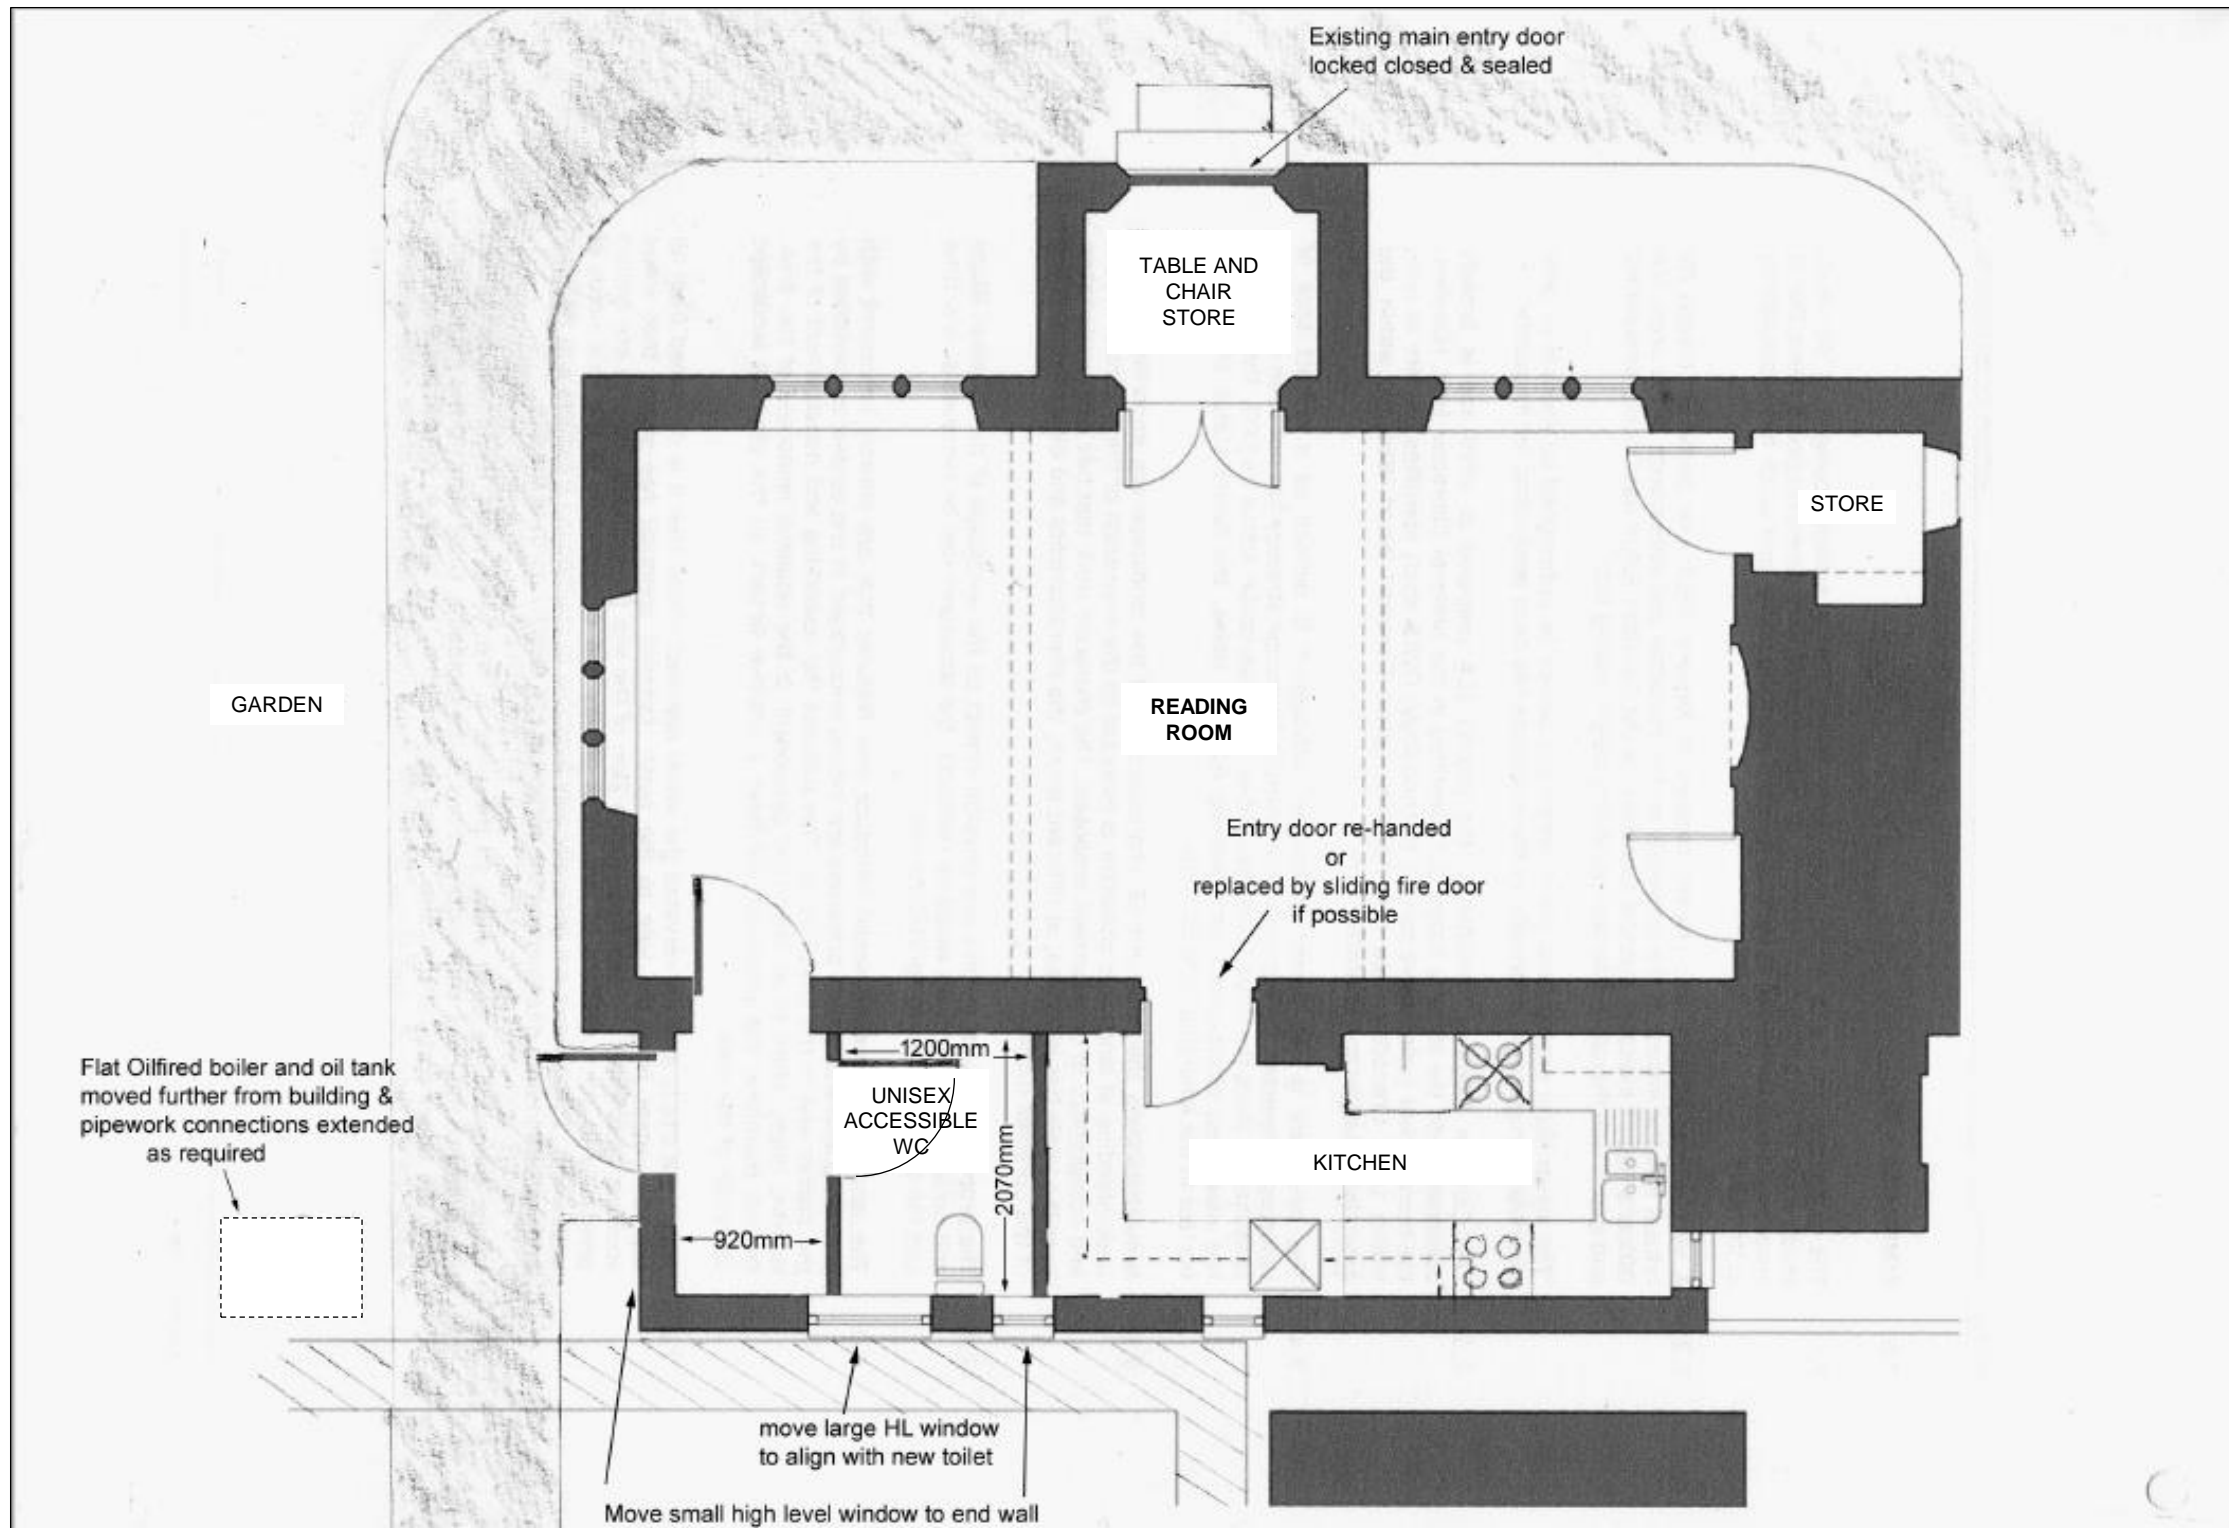 Existing main entry door
locked closed & sealed
TABLE AND
CHAIR
STORE
STORE
GARDEN
READING
ROOM
Entry door re-handed
or
replaced by sliding fire door
if possible
Flat Oilfired boiler and oil tank
moved further from building &
pipework connections extended
as required
1200mm
UNISEX
ACCESSIBLE
WC
2070mm
920mm
KITCHEN
move large HL window
to align with new toilet
Move small high level window to end wall